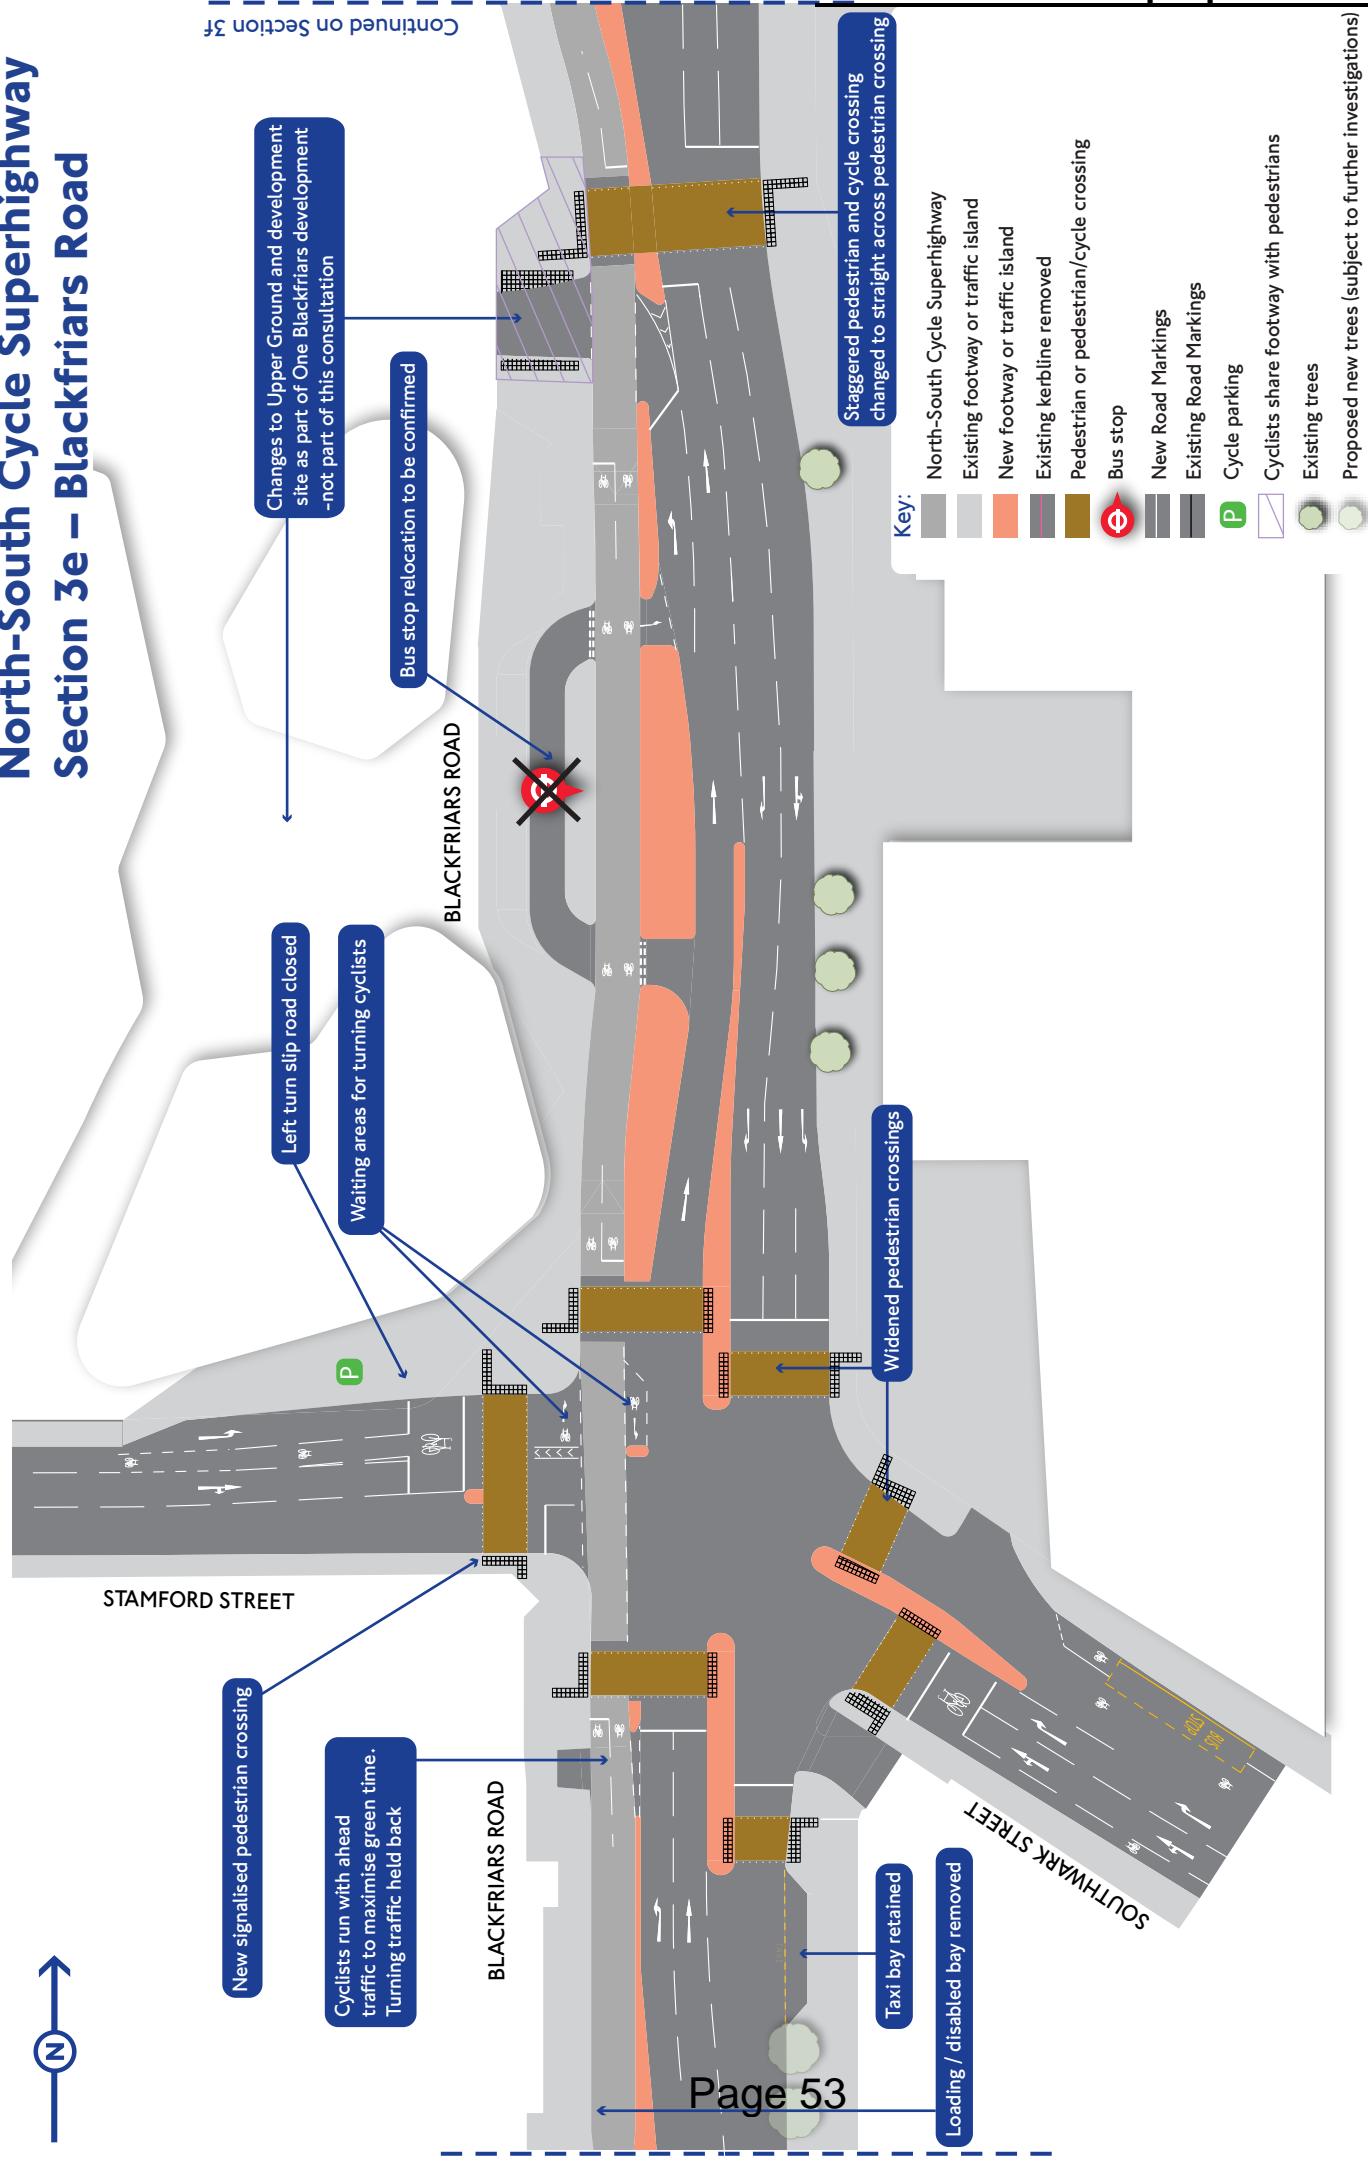 North-South Cycle Superhighway
Section 3e – Blackfriars Road
Continued on Section 3f
Changes to Upper Ground and development
site as part of One Blackfriars development
-not part of this consultation
Bus stop relocation to be confirmed
Staggered pedestrian and cycle crossing
changed to straight across pedestrian crossing
BLACKFRIARS ROAD
Left turn slip road closed
Waiting areas for turning cyclists
Widened pedestrian crossings
P
STAMFORD STREET
New signalised pedestrian crossing
Cyclists run with ahead
traffic to maximise green time.
Turning traffic held back
BLACKFRIARS ROAD
SOUTHWARK STREET
BUS STOP
Taxi bay retained
Loading / disabled bay removed
N
Key:
North-South Cycle Superhighway
Existing footway or traffic island
New footway or traffic island
Existing kerbline removed
Pedestrian or pedestrian/cycle crossing
Bus stop
New Road Markings
Existing Road Markings
P
Cycle parking
Cyclists share footway with pedestrians
Existing trees
Proposed new trees (subject to further investigations)
Page 53